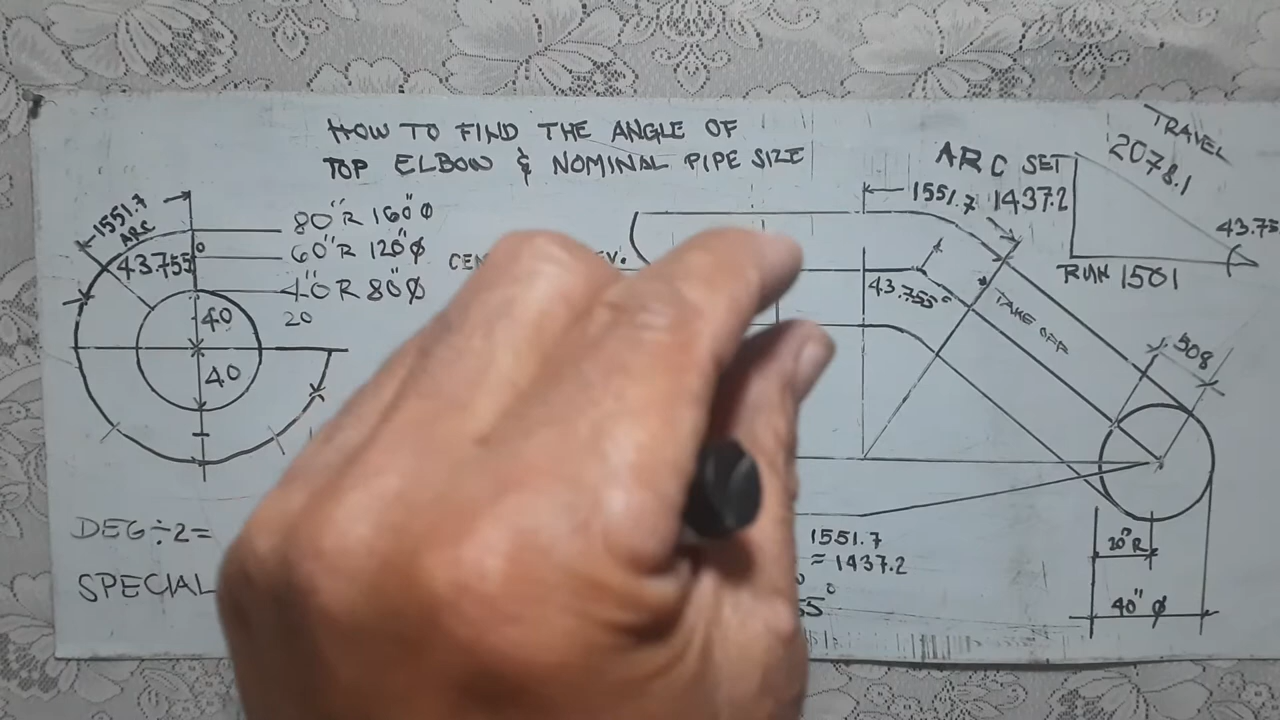 HOW TO FIND THE ANGLE OF
TOP ELBOW & NOMINAL PIPE SIZE
1551.7
ARC
43.755°
80"R 160"Ø
60"R 120"Ø
40 R 80"Ø
20
40
40
DEG÷2=
SPECIAL
43.755°
TAKE OFF
ARC SET
1551.7 1437.2
TRAVEL
2078.1
43.75
RUN 1501
508
1551.7
≈1437.2
20"R
40" Ø